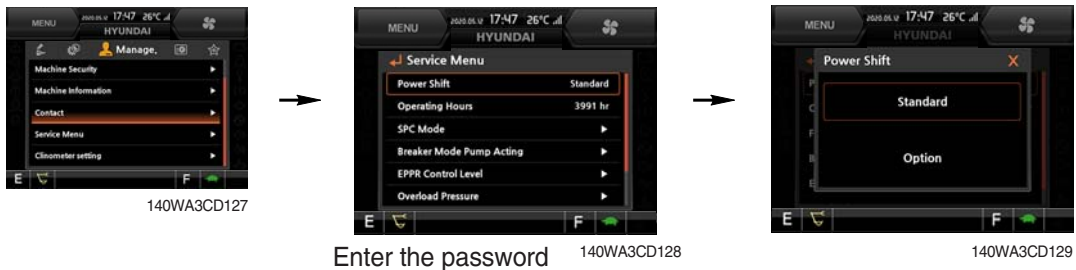 MENU
2020.05.12 17:47 26°C
HYUNDAI
Manage.
Machine Security
Machine Information
Contact
Service Menu
Clinometer setting
E
F
140WA3CD127
MENU
2020.05.12 17:47 26°C
HYUNDAI
Service Menu
Power Shift Standard
Operating Hours 3991 hr
SPC Mode
Breaker Mode Pump Acting
EPPR Control Level
Overload Pressure
E
F
Enter the password
140WA3CD128
MENU
2020.05.12 17:47 26°C
HYUNDAI
Power Shift X
Standard
Option
E
F
140WA3CD129